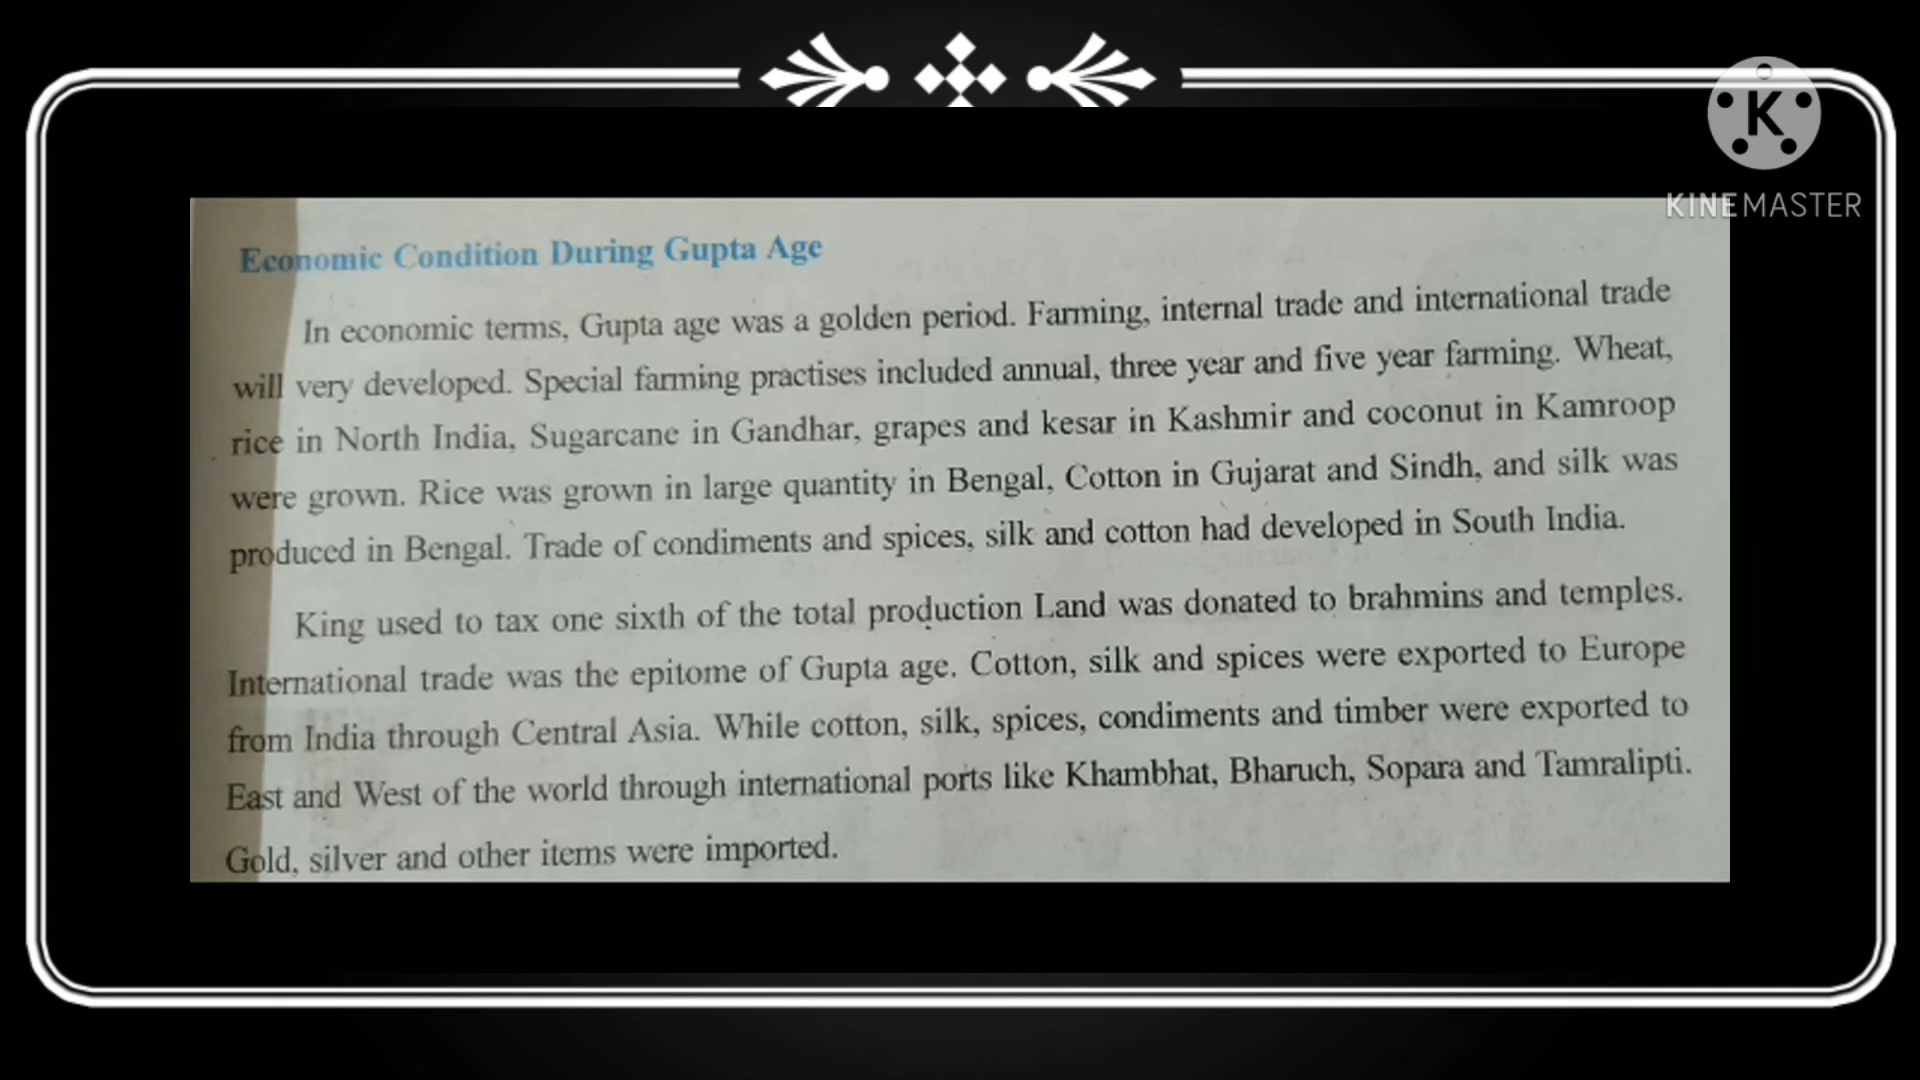 K
KINEMASTER
Economic Condition During Gupta Age
In economic terms, Gupta age was a golden period. Farming, internal trade and international trade
will very developed. Special farming practises included annual, three year and five year farming. Wheat,
rice in North India, Sugarcane in Gandhar, grapes and kesar in Kashmir and coconut in Kamroop
were grown. Rice was grown in large quantity in Bengal, Cotton in Gujarat and Sindh, and silk was
produced in Bengal. Trade of condiments and spices, silk and cotton had developed in South India.
King used to tax one sixth of the total production Land was donated to brahmins and temples.
International trade was the epitome of Gupta age. Cotton, silk and spices were exported to Europe
from India through Central Asia. While cotton, silk, spices, condiments and timber were exported to
East and West of the world through international ports like Khambhat, Bharuch, Sopara and Tamralipti.
Gold, silver and other items were imported.